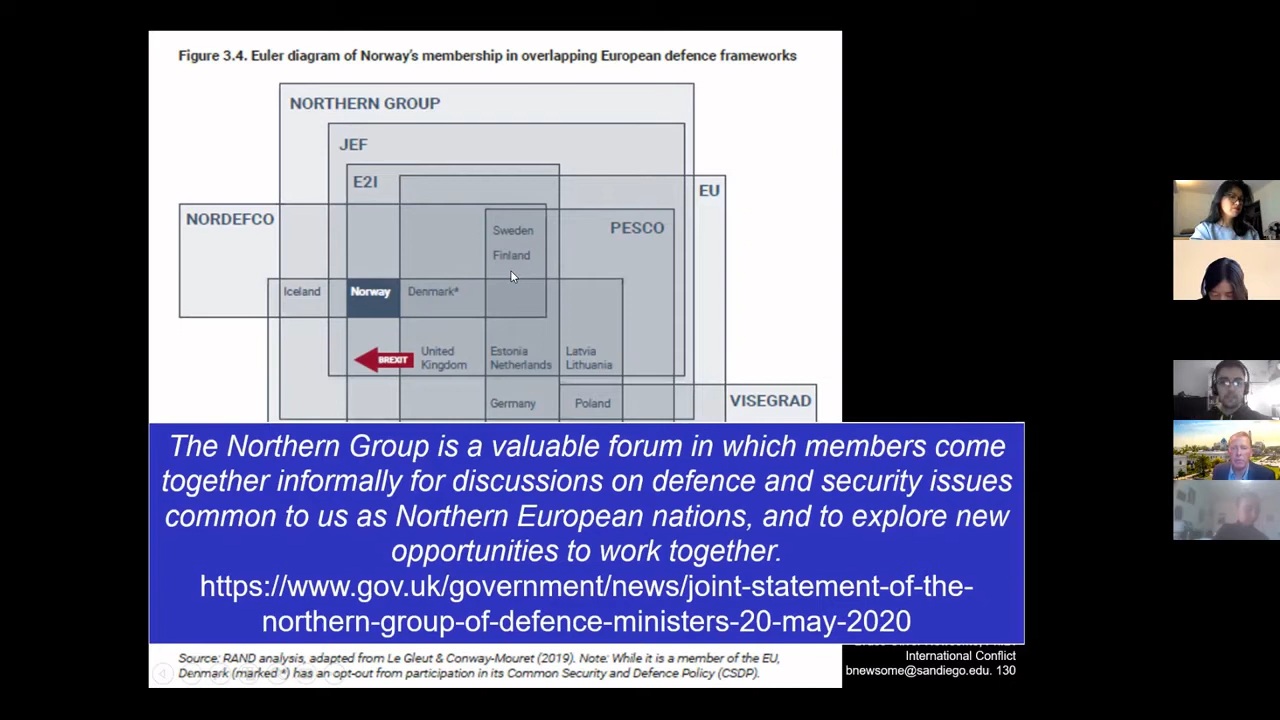 Figure 3.4. Euler diagram of Norway's membership in overlapping European defence frameworks
NORTHERN GROUP
JEF
E2I
EU
NORDEFCO
PESCO
Sweden
Finland
Iceland
Norway
Denmark*
BREXIT
United
Kingdom
Estonia
Netherlands
Latvia
Lithuania
Germany
Poland
VISEGRAD
The Northern Group is a valuable forum in which members come
together informally for discussions on defence and security issues
common to us as Northern European nations, and to explore new
opportunities to work together.
https://www.gov.uk/government/news/joint-statement-of-the-
northern-group-of-defence-ministers-20-may-2020
Source: RAND analysis, adapted from Le Gleut & Conway-Mouret (2019). Note: While it is a member of the EU,
Denmark (marked *) has an opt-out from participation in its Common Security and Defence Policy (CSDP).
International Conflict
bnewsome@sandiego.edu. 130